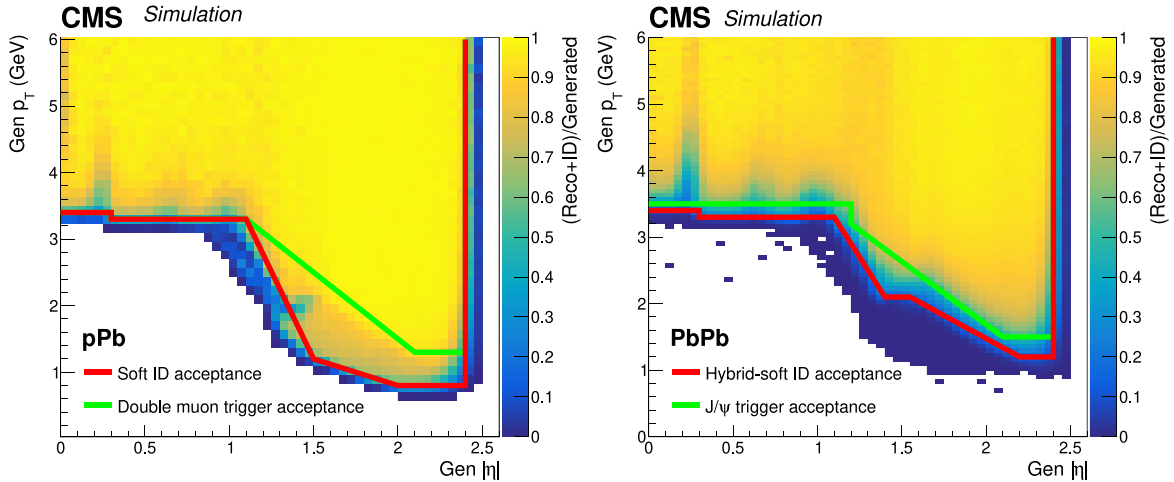 CMS Simulation
Gen p_T (GeV)
6
5
4
3
2
1
0
0 0.5 1 1.5 2 2.5
Gen |η|
pPb
Soft ID acceptance
Double muon trigger acceptance
1
0.9
0.8
0.7
0.6
0.5
0.4
0.3
0.2
0.1
0
(Reco+ID)/Generated
CMS Simulation
Gen p_T (GeV)
6
5
4
3
2
1
0
0 0.5 1 1.5 2 2.5
Gen |η|
PbPb
Hybrid-soft ID acceptance
J/ψ trigger acceptance
1
0.9
0.8
0.7
0.6
0.5
0.4
0.3
0.2
0.1
0
(Reco+ID)/Generated